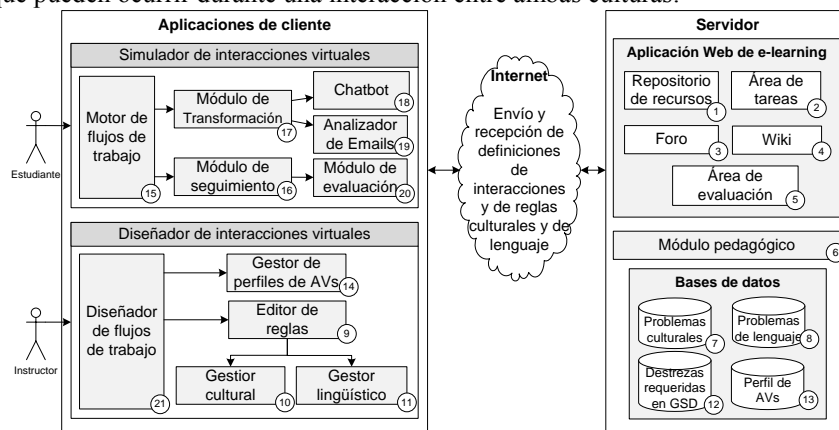 que pueden ocurrir durante una interacción entre ambas culturas.
Aplicaciones de cliente
Simulador de interacciones virtuales
Estudiante
Motor de
flujos de
trabajo
15
Módulo de
Transformación
17
Chatbot
18
Analizador
de Emails
19
Módulo de
seguimiento
16
Módulo de
evaluación
20
Diseñador de interacciones virtuales
Instructor
Diseñador
de flujos
de trabajo
21
Gestor de
perfiles de AVs
14
Editor de
reglas
9
Gestior
cultural
10
Gestor
lingüístico
11
Internet
Envío y
recepción de
definiciones
de
interacciones
y de reglas
culturales y de
lenguaje
Servidor
Aplicación Web de e-learning
Repositorio
de recursos
1
Área de
tareas
2
Foro
3
Wiki
4
Área de
evaluación
5
Módulo pedagógico
6
Bases de datos
Problemas
culturales
7
Problemas
de lenguaje
8
Destrezas
requeridas
en GSD
12
Perfil de
AVs
13